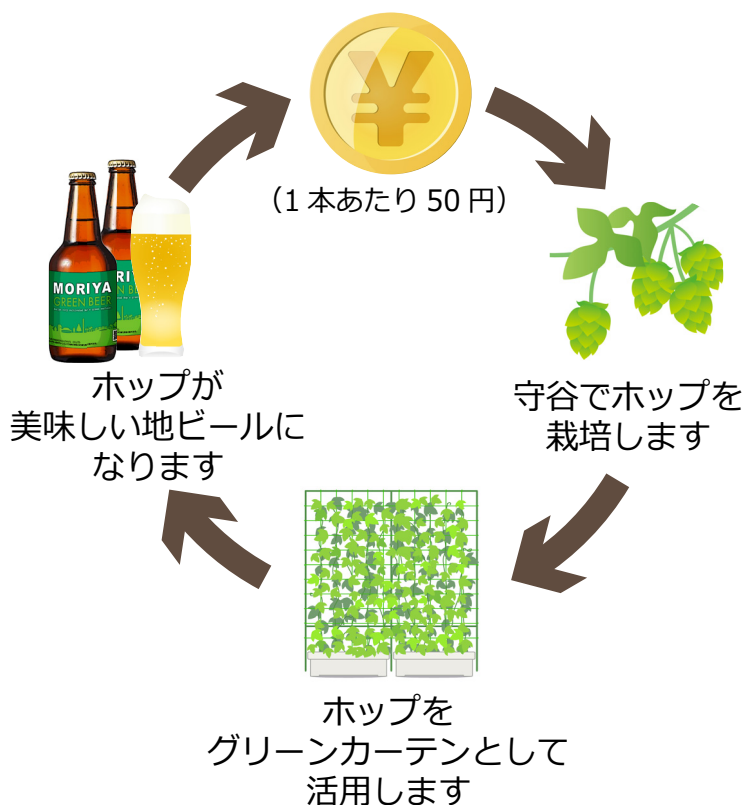 ¥
（1 本あたり 50 円）
守谷でホップを
栽培します
ホップを
グリーンカーテンとして
活用します
ホップが
美味しい地ビールに
なります
MORIYA
GREEN BEER